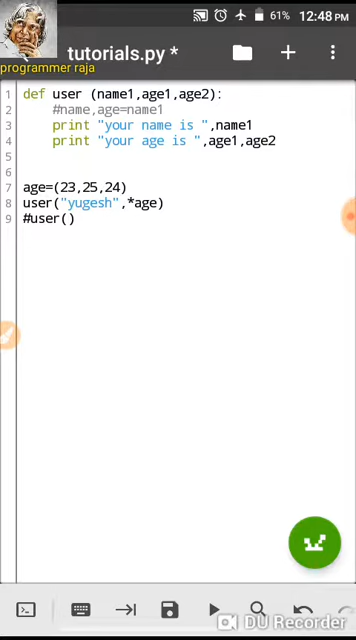 61% 12:48 PM
tutorials.py *
programmer raja
1 def user (name1,age1,age2):
2 #name,age=name1
3 print "your name is ",name1
4 print "your age is ",age1,age2
5
6
7 age=(23,25,24)
8 user("yugesh",*age)
9 #user()
DU Recorder